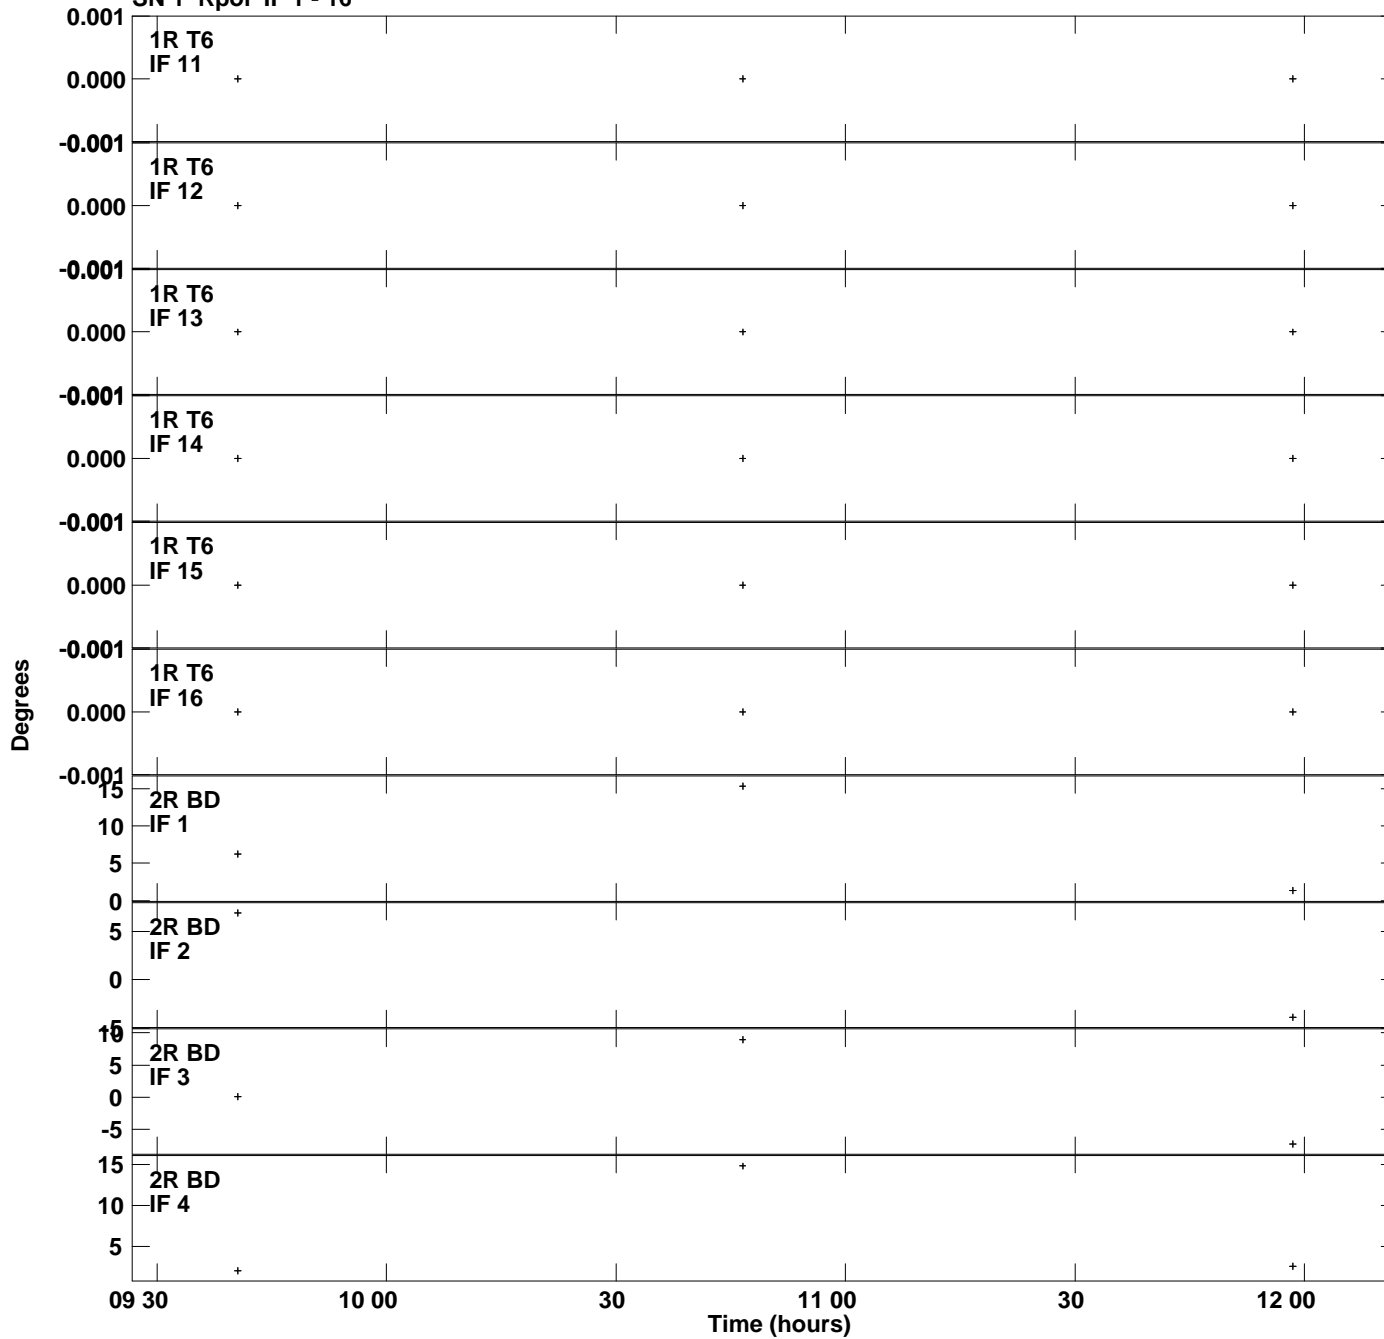 SN 1 Rpol IF 1 - 16
0.001
1R T6
IF 11
0.000
-0.001
1R T6
IF 12
0.000
-0.001
1R T6
IF 13
0.000
-0.001
1R T6
IF 14
0.000
-0.001
1R T6
IF 15
0.000
-0.001
1R T6
IF 16
0.000
-0.001
Degrees
15
2R BD
IF 1
10
5
0
2R BD
IF 2
5
0
-5
10
2R BD
IF 3
5
0
-5
15
2R BD
IF 4
10
5
09 30
10 00
30
11 00
30
12 00
Time (hours)